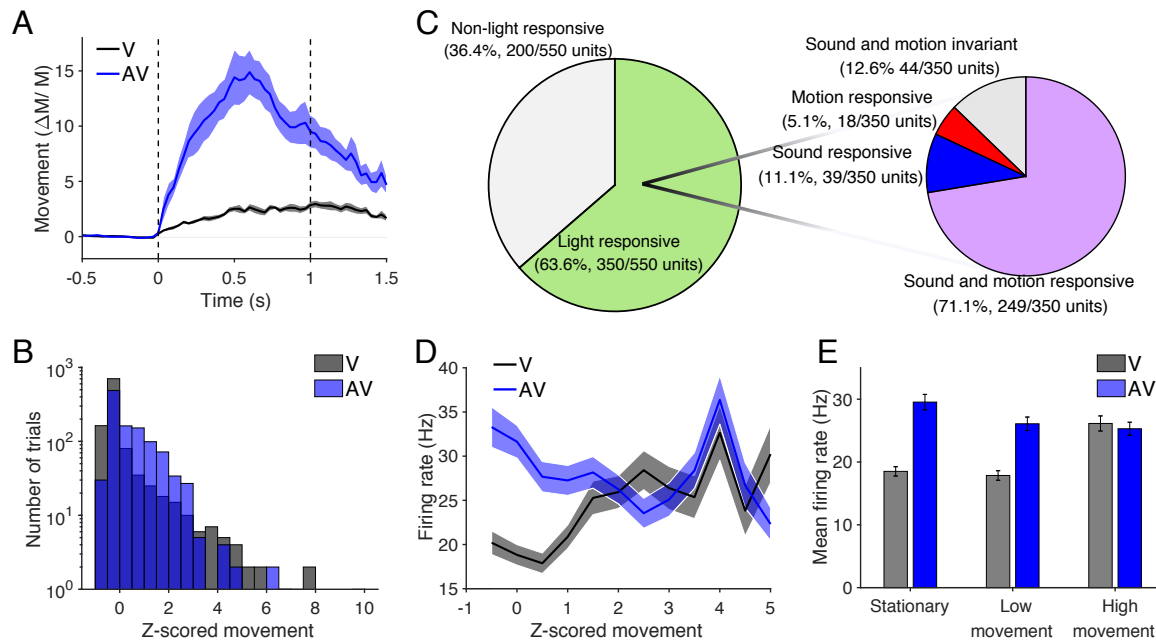 A
V
AV
Movement (ΔM/ M)
15
10
5
0
-0.5
0
0.5
1
1.5
Time (s)
C
Non-light responsive
(36.4%, 200/550 units)
Light responsive
(63.6%, 350/550 units)
Sound and motion invariant
(12.6% 44/350 units)
Motion responsive
(5.1%, 18/350 units)
Sound responsive
(11.1%, 39/350 units)
Sound and motion responsive
(71.1%, 249/350 units)
B
V
AV
Number of trials
10³
10²
10¹
10⁰
0
2
4
6
8
10
Z-scored movement
D
V
AV
Firing rate (Hz)
40
35
30
25
20
15
-1
0
1
2
3
4
5
Z-scored movement
E
V
AV
Mean firing rate (Hz)
30
20
10
0
Stationary
Low
movement
High
movement